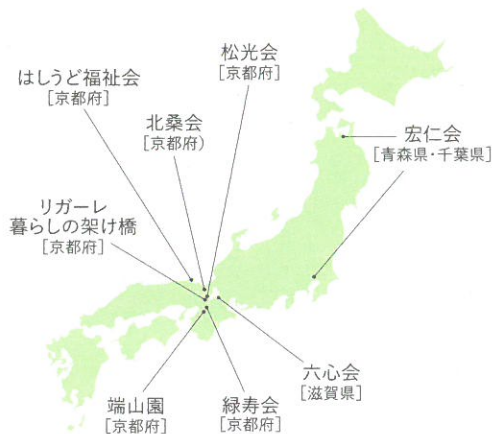 松光会
[京都府]
はしうど福祉会
[京都府]
北桑会
[京都府)
宏仁会
[青森県・千葉県]
リガーレ
暮らしの架け橋
[京都府]
六心会
[滋賀県]
端山園
[京都府]
緑寿会
[京都府]